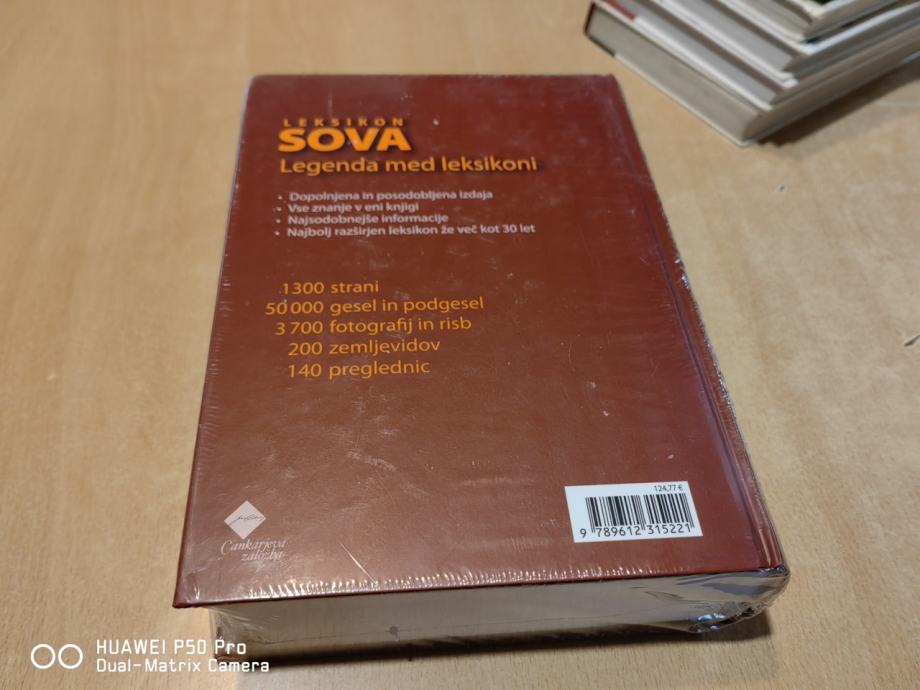 LEKSIKON
SOVA
Legenda med leksikoni
• Dopolnjena in posodobljena izdaja
• Vse znanje v eni knjigi
• Najsodobnejše informacije
• Najbolj razširjen leksikon že več kot 30 let
1300 strani
50 000 gesel in podgesel
3 700 fotografij in risb
200 zemljevidov
140 preglednic
124,77 €
9 789612 315221
Cankarjeva
založba
HUAWEI P50 Pro
Dual-Matrix Camera